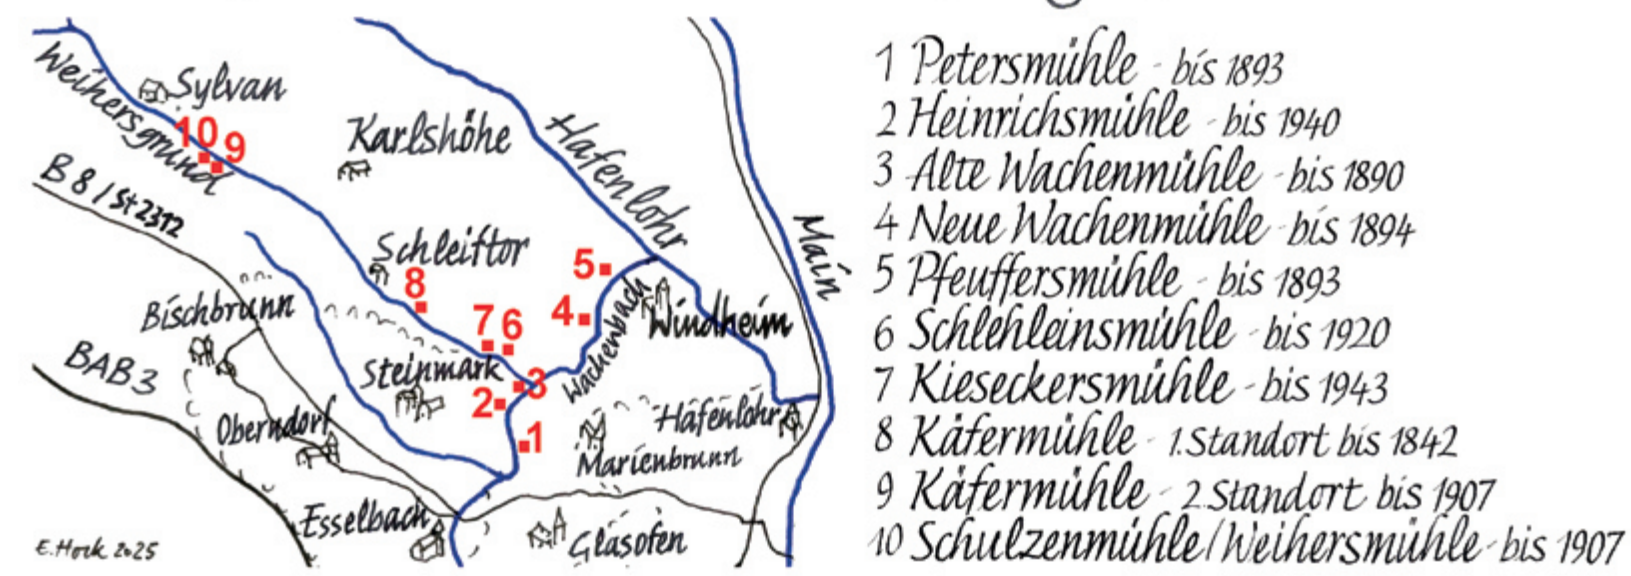 Weihersgrund
Sylvan
10 9
Karlshöhe
Hafenlohr
B 8 / St 2312
Main
Schleiftor
8
5
Bischbrunn
7 6
4
Windheim
Wachenbach
BAB 3
Steinmark
3
2
Hafenlohr
Oberndorf
1
Marienbrunn
Esselbach
Glasofen
E. Hock 2025
1 Petersmühle - bis 1893
2 Heinrichsmühle - bis 1940
3 Alte Wachenmühle - bis 1890
4 Neue Wachenmühle - bis 1894
5 Pfeuffersmühle - bis 1893
6 Schlehleinsmühle - bis 1920
7 Kieseckersmühle - bis 1943
8 Käfermühle - 1. Standort bis 1842
9 Käfermühle - 2. Standort bis 1907
10 Schulzenmühle/Weihersmühle - bis 1907